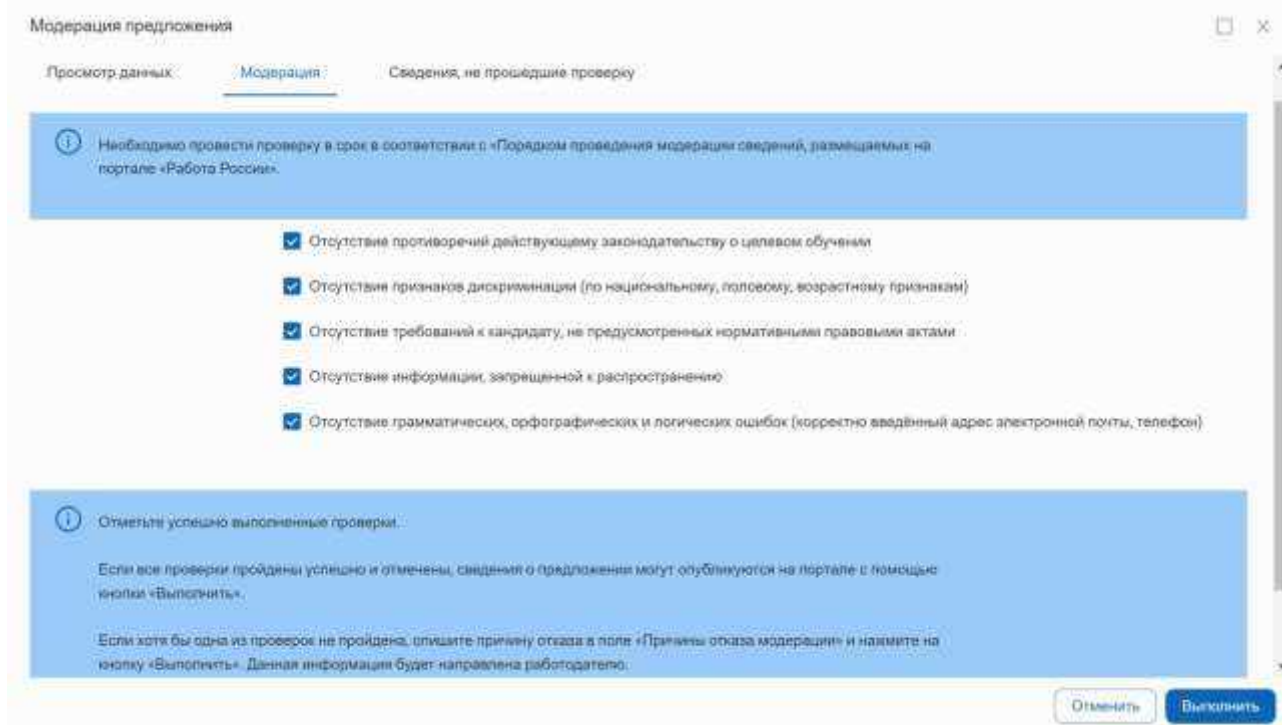 Модерация предложения
Просмотр данных Модерация Сведения, не прошедшие проверку
Необходимо провести проверку в срок в соответствии с «Порядком проведения модерации сведений, размещаемых на
портале «Работа России».
Отсутствие противоречий действующему законодательству о целевом обучении
Отсутствие признаков дискриминации (по национальному, половому, возрастному признакам)
Отсутствие требований к кандидату, не предусмотренных нормативными правовыми актами
Отсутствие информации, запрещенной к распространению
Отсутствие грамматических, орфографических и логических ошибок (корректно введённый адрес электронной почты, телефон)
Отметьте успешно выполненные проверки.
Если все проверки пройдены успешно и отмечены, сведения о предложении могут опубликуются на портале с помощью
кнопки «Выполнить».
Если хотя бы одна из проверок не пройдена, опишите причину отказа в поле «Причины отказа модерации» и нажмите на
кнопку «Выполнить». Данная информация будет направлена работодателю.
Отменить Выполнить